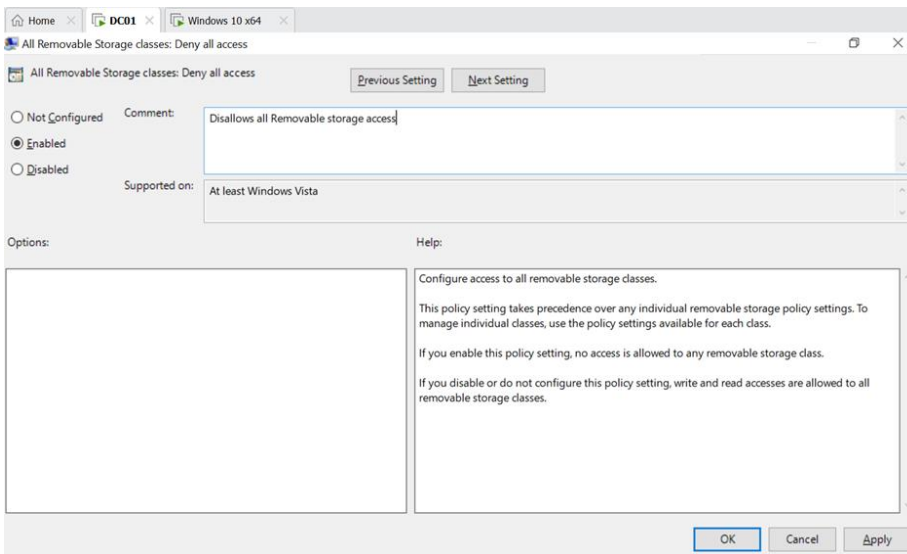 Home
DC01
Windows 10 x64
All Removable Storage classes: Deny all access
All Removable Storage classes: Deny all access
Previous Setting
Next Setting
Not Configured
Comment:
Disallows all Removable storage access
Enabled
Disabled
Supported on:
At least Windows Vista
Options:
Help:
Configure access to all removable storage classes.
This policy setting takes precedence over any individual removable storage policy settings. To
manage individual classes, use the policy settings available for each class.
If you enable this policy setting, no access is allowed to any removable storage class.
If you disable or do not configure this policy setting, write and read accesses are allowed to all
removable storage classes.
OK
Cancel
Apply